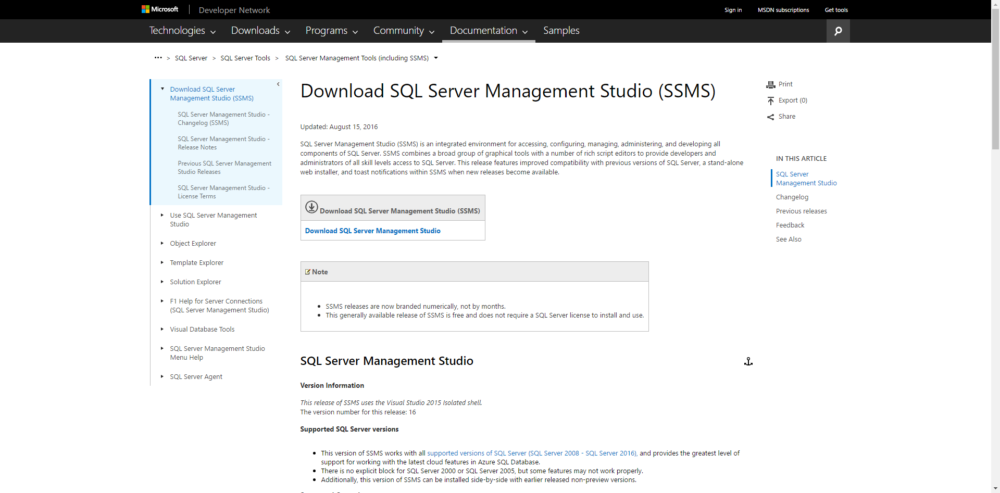 Microsoft
Developer Network
Sign in
MSDN subscriptions
Get tools
Technologies
Downloads
Programs
Community
Documentation
Samples
••• > SQL Server > SQL Server Tools > SQL Server Management Tools (including SSMS)
Download SQL Server
Management Studio (SSMS)
SQL Server Management Studio -
Changelog (SSMS)
SQL Server Management Studio -
Release Notes
Previous SQL Server Management
Studio Releases
SQL Server Management Studio -
License Terms
Use SQL Server Management
Studio
Object Explorer
Template Explorer
Solution Explorer
F1 Help for Server Connections
(SQL Server Management Studio)
Visual Database Tools
SQL Server Management Studio
Menu Help
SQL Server Agent
Download SQL Server Management Studio (SSMS)
Updated: August 15, 2016
SQL Server Management Studio (SSMS) is an integrated environment for accessing, configuring, managing, administering, and developing all
components of SQL Server. SSMS combines a broad group of graphical tools with a number of rich script editors to provide developers and
administrators of all skill levels access to SQL Server. This release features improved compatibility with previous versions of SQL Server, a stand-alone
web installer, and toast notifications within SSMS when new releases become available.
Download SQL Server Management Studio (SSMS)
Download SQL Server Management Studio
Note
• SSMS releases are now branded numerically, not by months.
• This generally available release of SSMS is free and does not require a SQL Server license to install and use.
SQL Server Management Studio
Version Information
This release of SSMS uses the Visual Studio 2015 Isolated shell.
The version number for this release: 16
Supported SQL Server versions
• This version of SSMS works with all supported versions of SQL Server (SQL Server 2008 - SQL Server 2016), and provides the greatest level of
support for working with the latest cloud features in Azure SQL Database.
• There is no explicit block for SQL Server 2000 or SQL Server 2005, but some features may not work properly.
• Additionally, this version of SSMS can be installed side-by-side with earlier released non-preview versions.
Print
Export (0)
Share
IN THIS ARTICLE
SQL Server
Management Studio
Changelog
Previous releases
Feedback
See Also